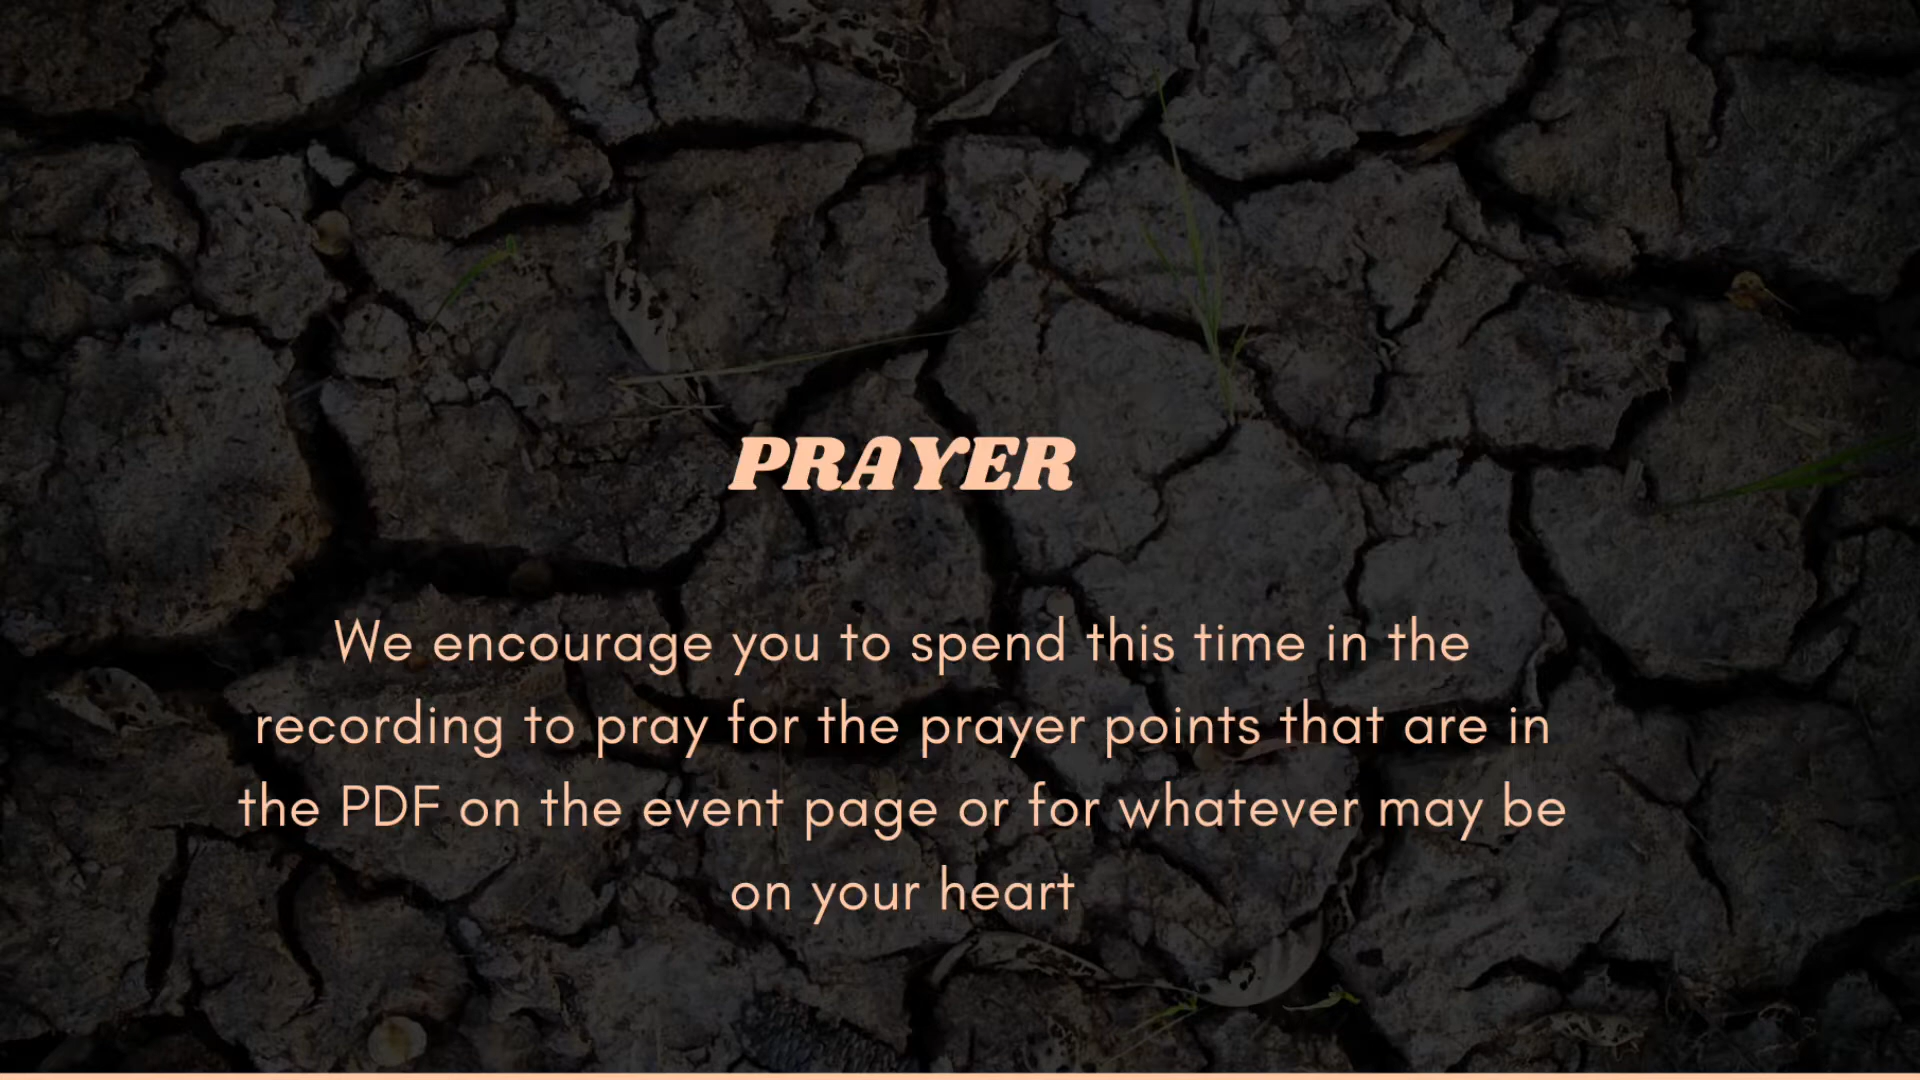 PRAYER
We encourage you to spend this time in the
recording to pray for the prayer points that are in
the PDF on the event page or for whatever may be
on your heart